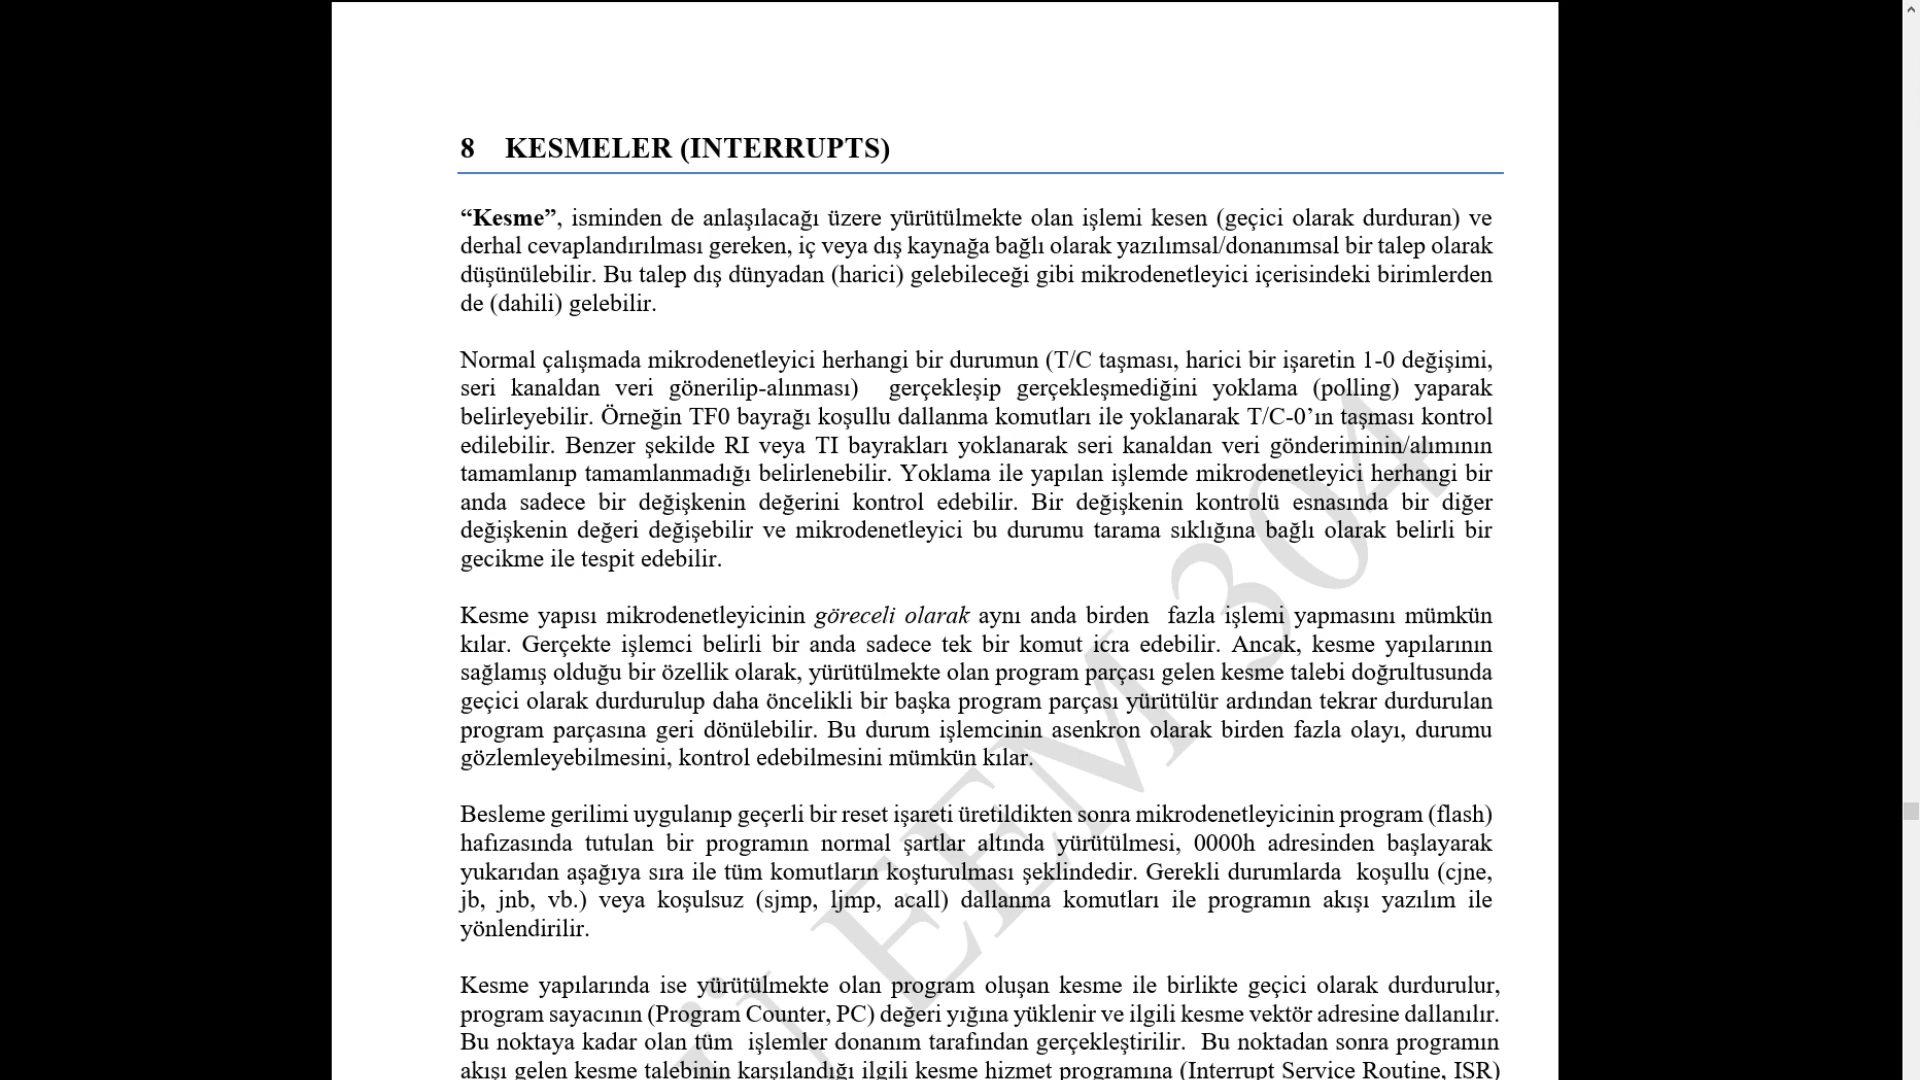 8 KESMELER (INTERRUPTS)
“Kesme”, isminden de anlaşılacağı üzere yürütülmekte olan işlemi kesen (geçici olarak durduran) ve
derhal cevaplandırılması gereken, iç veya dış kaynağa bağlı olarak yazılımsal/donanımsal bir talep olarak
düşünülebilir. Bu talep dış dünyadan (harici) gelebileceği gibi mikrodenetleyici içerisindeki birimlerden
de (dahili) gelebilir.
Normal çalışmada mikrodenetleyici herhangi bir durumun (T/C taşması, harici bir işaretin 1-0 değişimi,
seri kanaldan veri gönerilip-alınması) gerçekleşip gerçekleşmediğini yoklama (polling) yaparak
belirleyebilir. Örneğin TF0 bayrağı koşullu dallanma komutları ile yoklanarak T/C-0’ın taşması kontrol
edilebilir. Benzer şekilde RI veya TI bayrakları yoklanarak seri kanaldan veri gönderiminin/alımının
tamamlanıp tamamlanmadığı belirlenebilir. Yoklama ile yapılan işlemde mikrodenetleyici herhangi bir
anda sadece bir değişkenin değerini kontrol edebilir. Bir değişkenin kontrolü esnasında bir diğer
değişkenin değeri değişebilir ve mikrodenetleyici bu durumu tarama sıklığına bağlı olarak belirli bir
gecikme ile tespit edebilir.
Kesme yapısı mikrodenetleyicinin göreceli olarak aynı anda birden fazla işlemi yapmasını mümkün
kılar. Gerçekte işlemci belirli bir anda sadece tek bir komut icra edebilir. Ancak, kesme yapılarının
sağlamış olduğu bir özellik olarak, yürütülmekte olan program parçası gelen kesme talebi doğrultusunda
geçici olarak durdurulup daha öncelikli bir başka program parçası yürütülür ardından tekrar durdurulan
program parçasına geri dönülebilir. Bu durum işlemcinin asenkron olarak birden fazla olayı, durumu
gözlemleyebilmesini, kontrol edebilmesini mümkün kılar.
Besleme gerilimi uygulanıp geçerli bir reset işareti üretildikten sonra mikrodenetleyicinin program (flash)
hafızasında tutulan bir programın normal şartlar altında yürütülmesi, 0000h adresinden başlayarak
yukarıdan aşağıya sıra ile tüm komutların koşturulması şeklindedir. Gerekli durumlarda koşullu (cjne,
jb, jnb, vb.) veya koşulsuz (sjmp, ljmp, acall) dallanma komutları ile programın akışı yazılım ile
yönlendirilir.
Kesme yapılarında ise yürütülmekte olan program oluşan kesme ile birlikte geçici olarak durdurulur,
program sayacının (Program Counter, PC) değeri yığına yüklenir ve ilgili kesme vektör adresine dallanılır.
Bu noktaya kadar olan tüm işlemler donanım tarafından gerçekleştirilir. Bu noktadan sonra programın
akışı gelen kesme talebinin karşılandığı ilgili kesme hizmet programına (Interrupt Service Routine, ISR)
Ü EEM 304